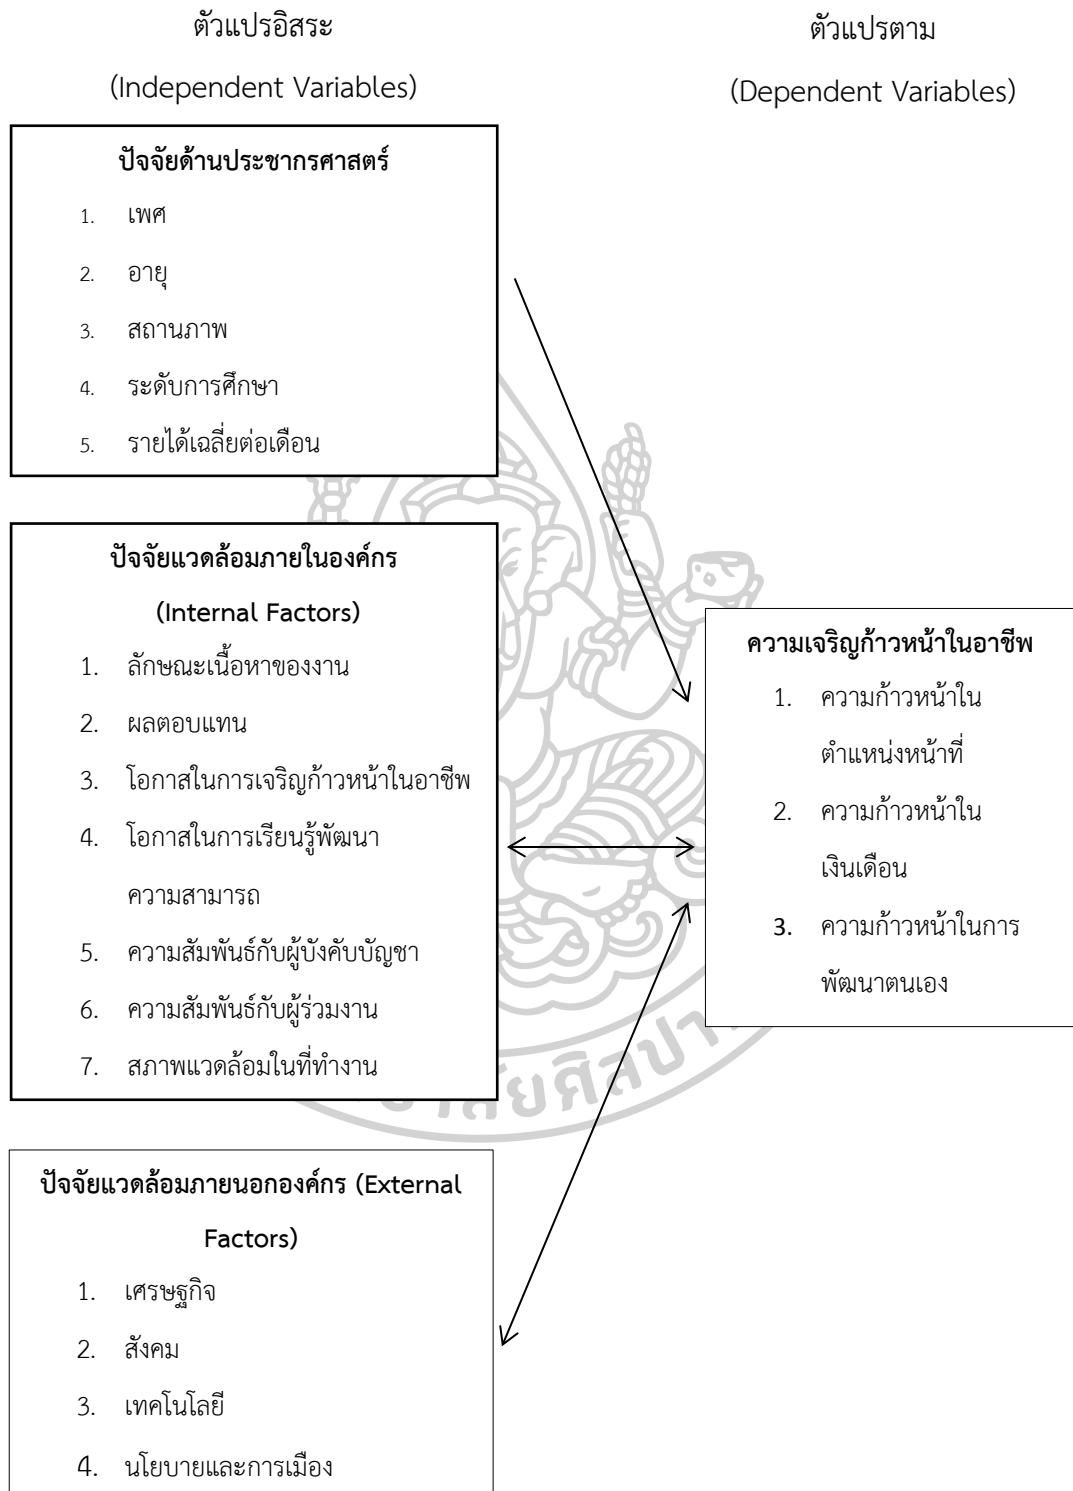 ตัวแปรอิสระ
(Independent Variables)
ปัจจัยด้านประชากรศาสตร์
1. เพศ
2. อายุ
3. สถานภาพ
4. ระดับการศึกษา
5. รายได้เฉลี่ยต่อเดือน
ปัจจัยแวดล้อมภายในองค์กร
(Internal Factors)
1. ลักษณะเนื้อหาของงาน
2. ผลตอบแทน
3. โอกาสในการเจริญก้าวหน้าในอาชีพ
4. โอกาสในการเรียนรู้พัฒนา
ความสามารถ
5. ความสัมพันธ์กับผู้บังคับบัญชา
6. ความสัมพันธ์กับผู้ร่วมงาน
7. สภาพแวดล้อมในที่ทำงาน
ปัจจัยแวดล้อมภายนอกองค์กร (External
Factors)
1. เศรษฐกิจ
2. สังคม
3. เทคโนโลยี
4. นโยบายและการเมือง
ตัวแปรตาม
(Dependent Variables)
ความเจริญก้าวหน้าในอาชีพ
1. ความก้าวหน้าใน
ตำแหน่งหน้าที่
2. ความก้าวหน้าใน
เงินเดือน
3. ความก้าวหน้าในการ
พัฒนาตนเอง